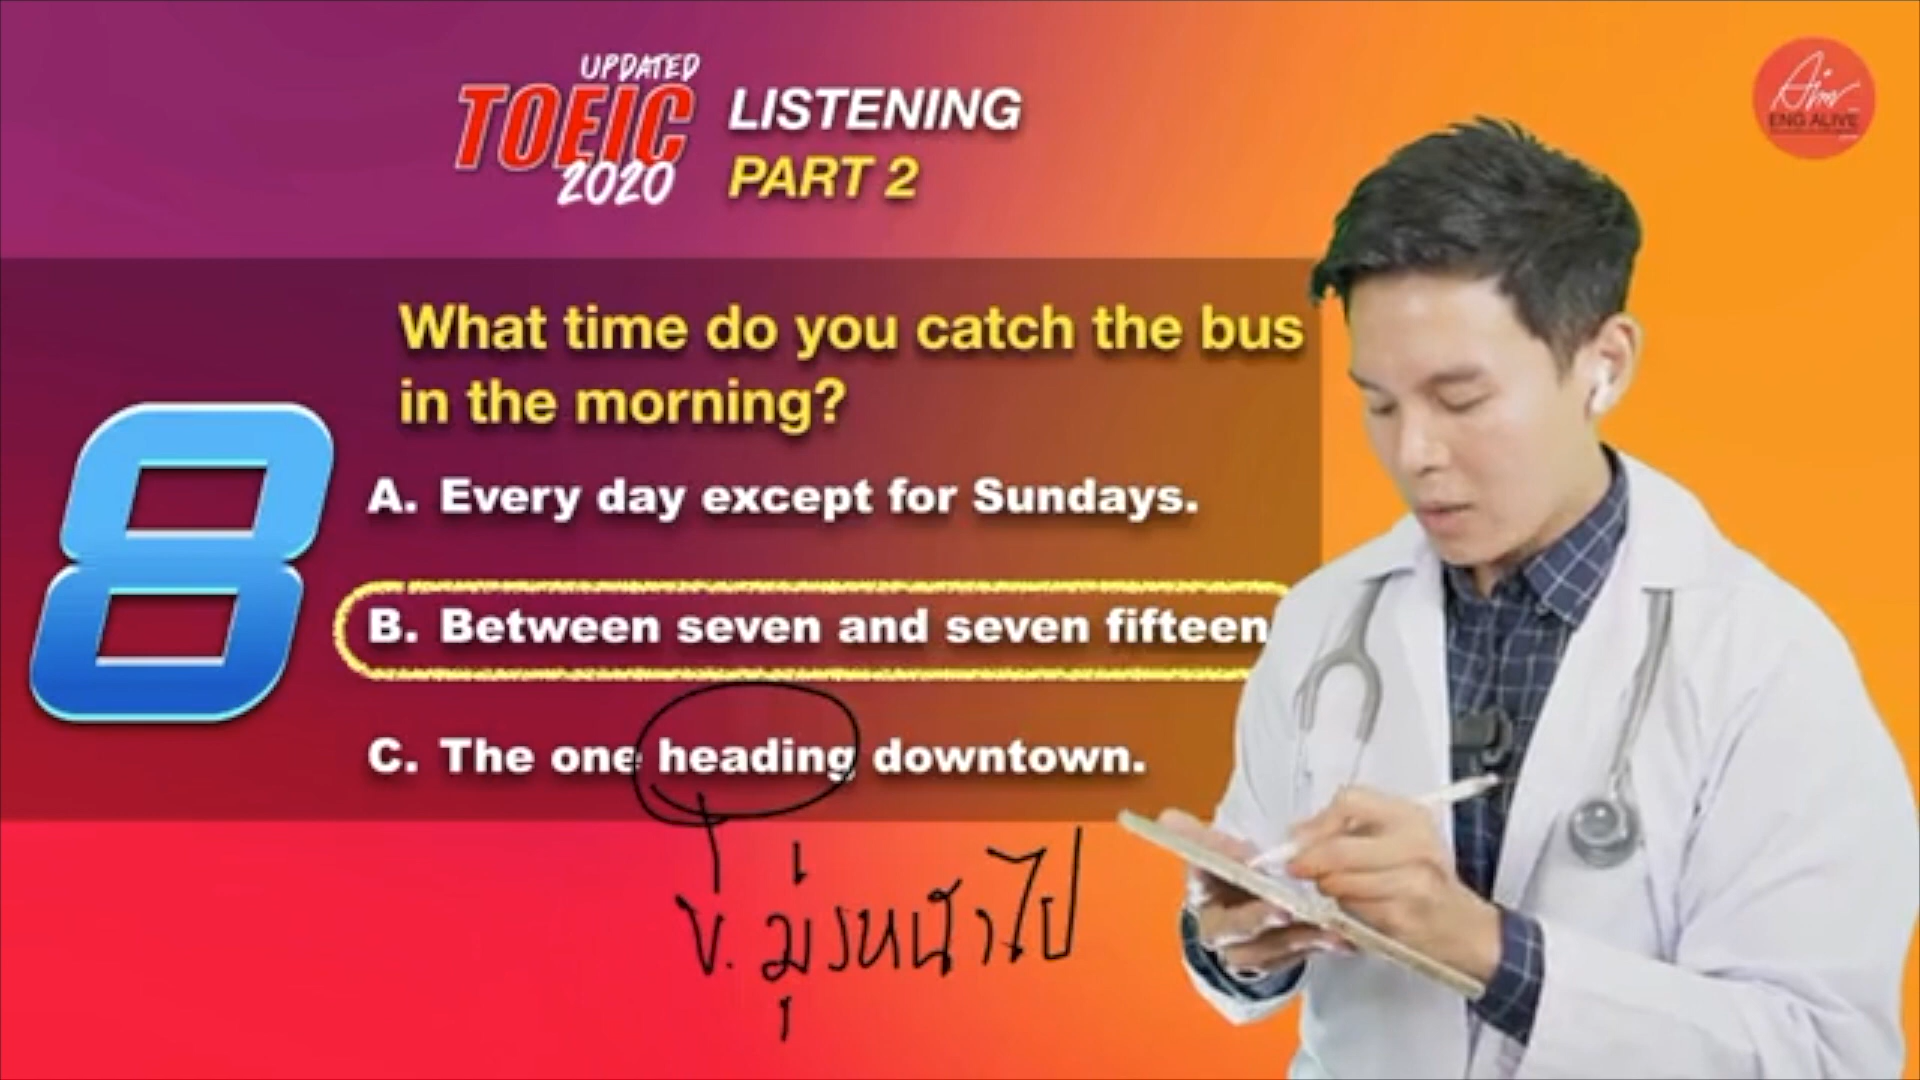 UPDATED
TOEIC
2020
LISTENING
PART 2
Aim
ENG ALIVE
What time do you catch the bus
in the morning?
8
A. Every day except for Sundays.
B. Between seven and seven fifteen
C. The one heading downtown.
v. มุ่งหน้าไป